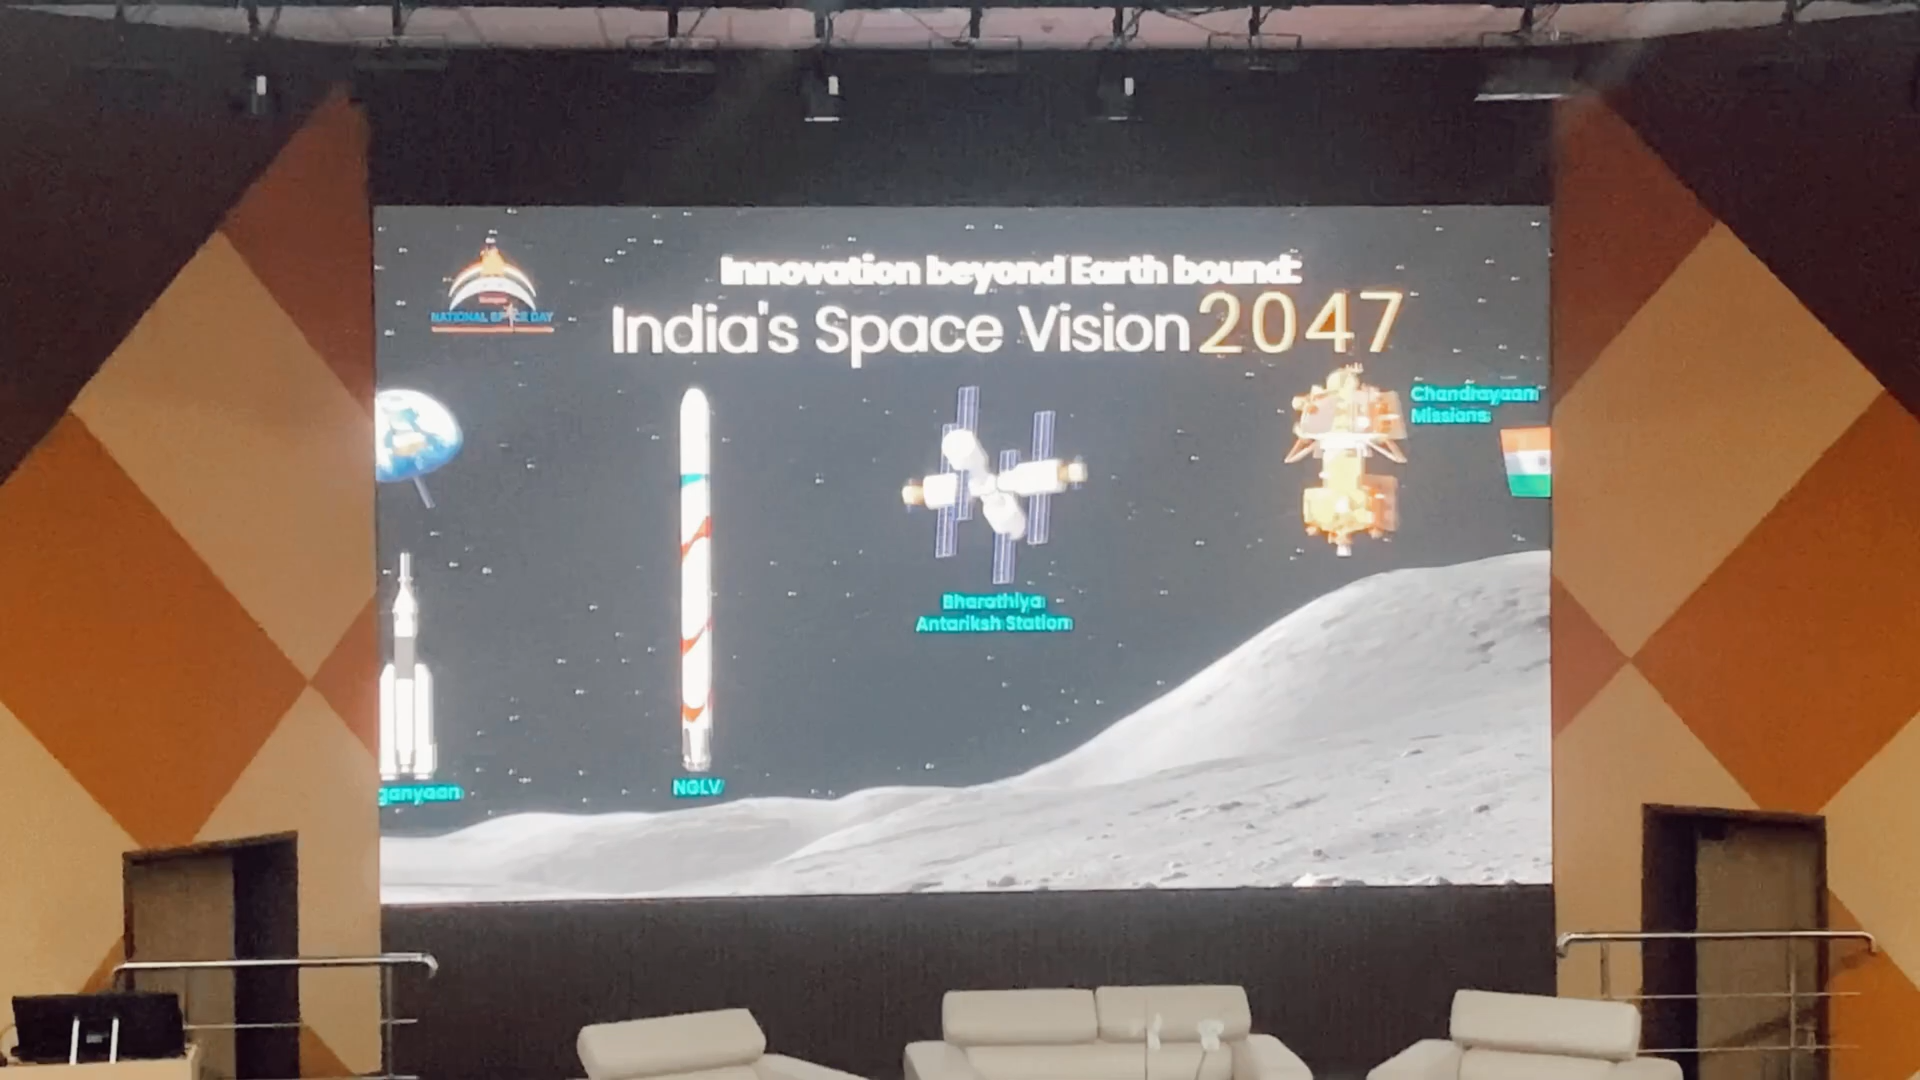 Innovation beyond Earth bound:
India's Space Vision 2047
NATIONAL SPACE DAY
Chandrayaan
Missions
Bharathiya
Antariksh Station
ganyaan
NGLV